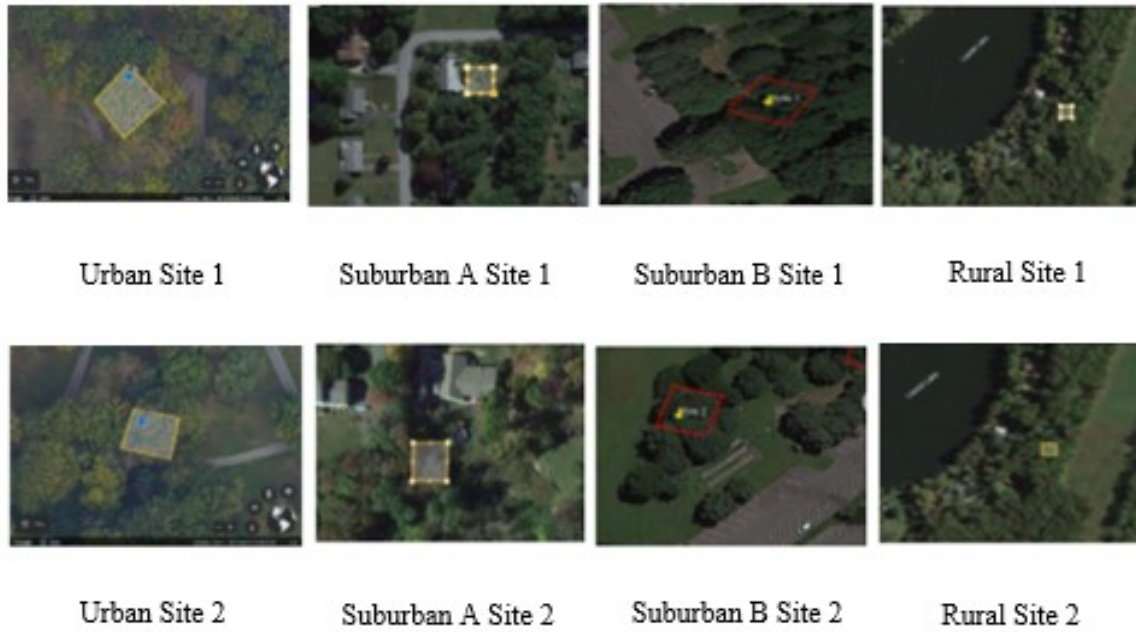 Urban Site 1
Suburban A Site 1
Suburban B Site 1
Rural Site 1
Urban Site 2
Suburban A Site 2
Suburban B Site 2
Rural Site 2